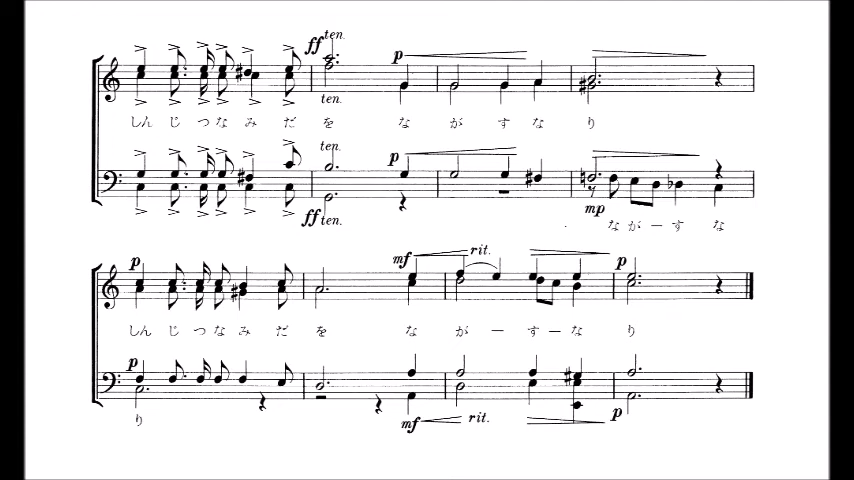 ff ten. p
ten.
しん じ つ な み だ を な が す な り
ten. p
ff ten. mp
な が ー す な
p mf rit. p
しん じ つ な み だ を な が ー す ー な り
p
り mf rit. p